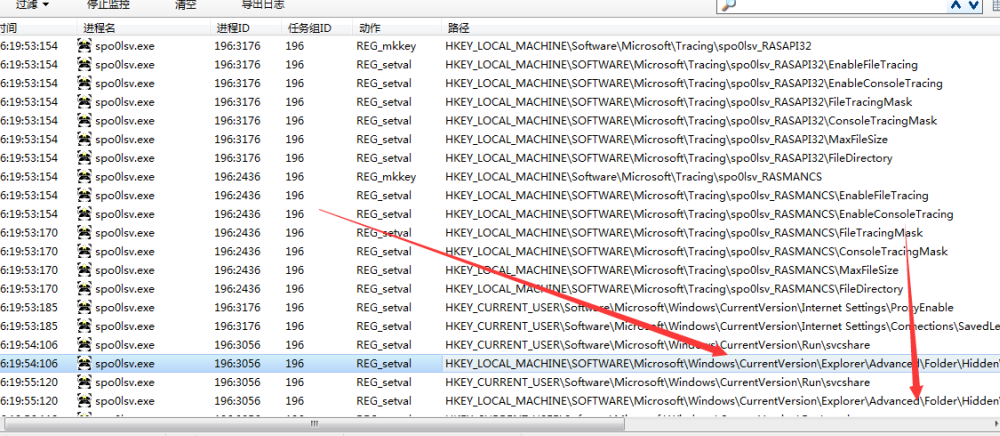 过滤 停止监控 清空 导出日志
时间 进程名 进程ID 任务组ID 动作 路径
6:19:53:154 spo0lsv.exe 196:3176 196 REG_mkkey HKEY_LOCAL_MACHINE\Software\Microsoft\Tracing\spo0lsv_RASAPI32
6:19:53:154 spo0lsv.exe 196:3176 196 REG_setval HKEY_LOCAL_MACHINE\SOFTWARE\Microsoft\Tracing\spo0lsv_RASAPI32\EnableFileTracing
6:19:53:154 spo0lsv.exe 196:3176 196 REG_setval HKEY_LOCAL_MACHINE\SOFTWARE\Microsoft\Tracing\spo0lsv_RASAPI32\EnableConsoleTracing
6:19:53:154 spo0lsv.exe 196:3176 196 REG_setval HKEY_LOCAL_MACHINE\SOFTWARE\Microsoft\Tracing\spo0lsv_RASAPI32\FileTracingMask
6:19:53:154 spo0lsv.exe 196:3176 196 REG_setval HKEY_LOCAL_MACHINE\SOFTWARE\Microsoft\Tracing\spo0lsv_RASAPI32\ConsoleTracingMask
6:19:53:154 spo0lsv.exe 196:3176 196 REG_setval HKEY_LOCAL_MACHINE\SOFTWARE\Microsoft\Tracing\spo0lsv_RASAPI32\MaxFileSize
6:19:53:154 spo0lsv.exe 196:3176 196 REG_setval HKEY_LOCAL_MACHINE\SOFTWARE\Microsoft\Tracing\spo0lsv_RASAPI32\FileDirectory
6:19:53:154 spo0lsv.exe 196:2436 196 REG_mkkey HKEY_LOCAL_MACHINE\Software\Microsoft\Tracing\spo0lsv_RASMANCS
6:19:53:154 spo0lsv.exe 196:2436 196 REG_setval HKEY_LOCAL_MACHINE\SOFTWARE\Microsoft\Tracing\spo0lsv_RASMANCS\EnableFileTracing
6:19:53:154 spo0lsv.exe 196:2436 196 REG_setval HKEY_LOCAL_MACHINE\SOFTWARE\Microsoft\Tracing\spo0lsv_RASMANCS\EnableConsoleTracing
6:19:53:170 spo0lsv.exe 196:2436 196 REG_setval HKEY_LOCAL_MACHINE\SOFTWARE\Microsoft\Tracing\spo0lsv_RASMANCS\FileTracingMask
6:19:53:170 spo0lsv.exe 196:2436 196 REG_setval HKEY_LOCAL_MACHINE\SOFTWARE\Microsoft\Tracing\spo0lsv_RASMANCS\ConsoleTracingMask
6:19:53:170 spo0lsv.exe 196:2436 196 REG_setval HKEY_LOCAL_MACHINE\SOFTWARE\Microsoft\Tracing\spo0lsv_RASMANCS\MaxFileSize
6:19:53:170 spo0lsv.exe 196:2436 196 REG_setval HKEY_LOCAL_MACHINE\SOFTWARE\Microsoft\Tracing\spo0lsv_RASMANCS\FileDirectory
6:19:53:185 spo0lsv.exe 196:3176 196 REG_setval HKEY_CURRENT_USER\Software\Microsoft\Windows\CurrentVersion\Internet Settings\ProxyEnable
6:19:53:185 spo0lsv.exe 196:3176 196 REG_setval HKEY_CURRENT_USER\Software\Microsoft\Windows\CurrentVersion\Internet Settings\Connections\SavedLe
6:19:54:106 spo0lsv.exe 196:3056 196 REG_setval HKEY_CURRENT_USER\Software\Microsoft\Windows\CurrentVersion\Run\svcshare
6:19:54:106 spo0lsv.exe 196:3056 196 REG_setval HKEY_LOCAL_MACHINE\SOFTWARE\Microsoft\Windows\CurrentVersion\Explorer\Advanced\Folder\Hidden\
6:19:55:120 spo0lsv.exe 196:3056 196 REG_setval HKEY_CURRENT_USER\Software\Microsoft\Windows\CurrentVersion\Run\svcshare
6:19:55:120 spo0lsv.exe 196:3056 196 REG_setval HKEY_LOCAL_MACHINE\SOFTWARE\Microsoft\Windows\CurrentVersion\Explorer\Advanced\Folder\Hidden\